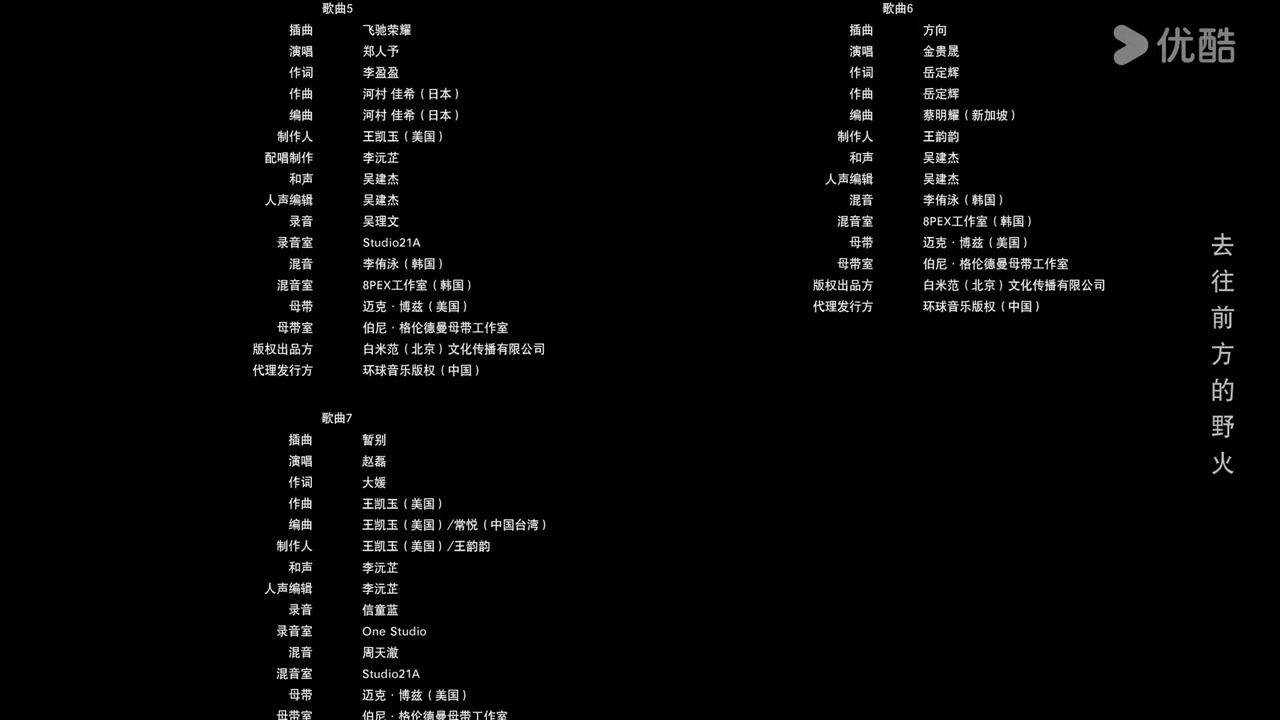 歌曲5
插曲 飞驰荣耀
演唱 郑人予
作词 李盈盈
作曲 河村 佳希（日本）
编曲 河村 佳希（日本）
制作人 王凯玉（美国）
配唱制作 李沅芷
和声 吴建杰
人声编辑 吴建杰
录音 吴理文
录音室 Studio21A
混音 李侑泳（韩国）
混音室 8PEX工作室（韩国）
母带 迈克·博兹（美国）
母带室 伯尼·格伦德曼母带工作室
版权出品方 白米范（北京）文化传播有限公司
代理发行方 环球音乐版权（中国）
歌曲6
插曲 方向
演唱 金贵晟
作词 岳定辉
作曲 岳定辉
编曲 蔡明耀（新加坡）
制作人 王韵韵
和声 吴建杰
人声编辑 吴建杰
混音 李侑泳（韩国）
混音室 8PEX工作室（韩国）
母带 迈克·博兹（美国）
母带室 伯尼·格伦德曼母带工作室
版权出品方 白米范（北京）文化传播有限公司
代理发行方 环球音乐版权（中国）
歌曲7
插曲 暂别
演唱 赵磊
作词 大媛
作曲 王凯玉（美国）
编曲 王凯玉（美国）/常悦（中国台湾）
制作人 王凯玉（美国）/王韵韵
和声 李沅芷
人声编辑 李沅芷
录音 信童蓝
录音室 One Studio
混音 周天澈
混音室 Studio21A
母带 迈克·博兹（美国）
母带室 伯尼·格伦德曼母带工作室
优酷
去往前方的野火